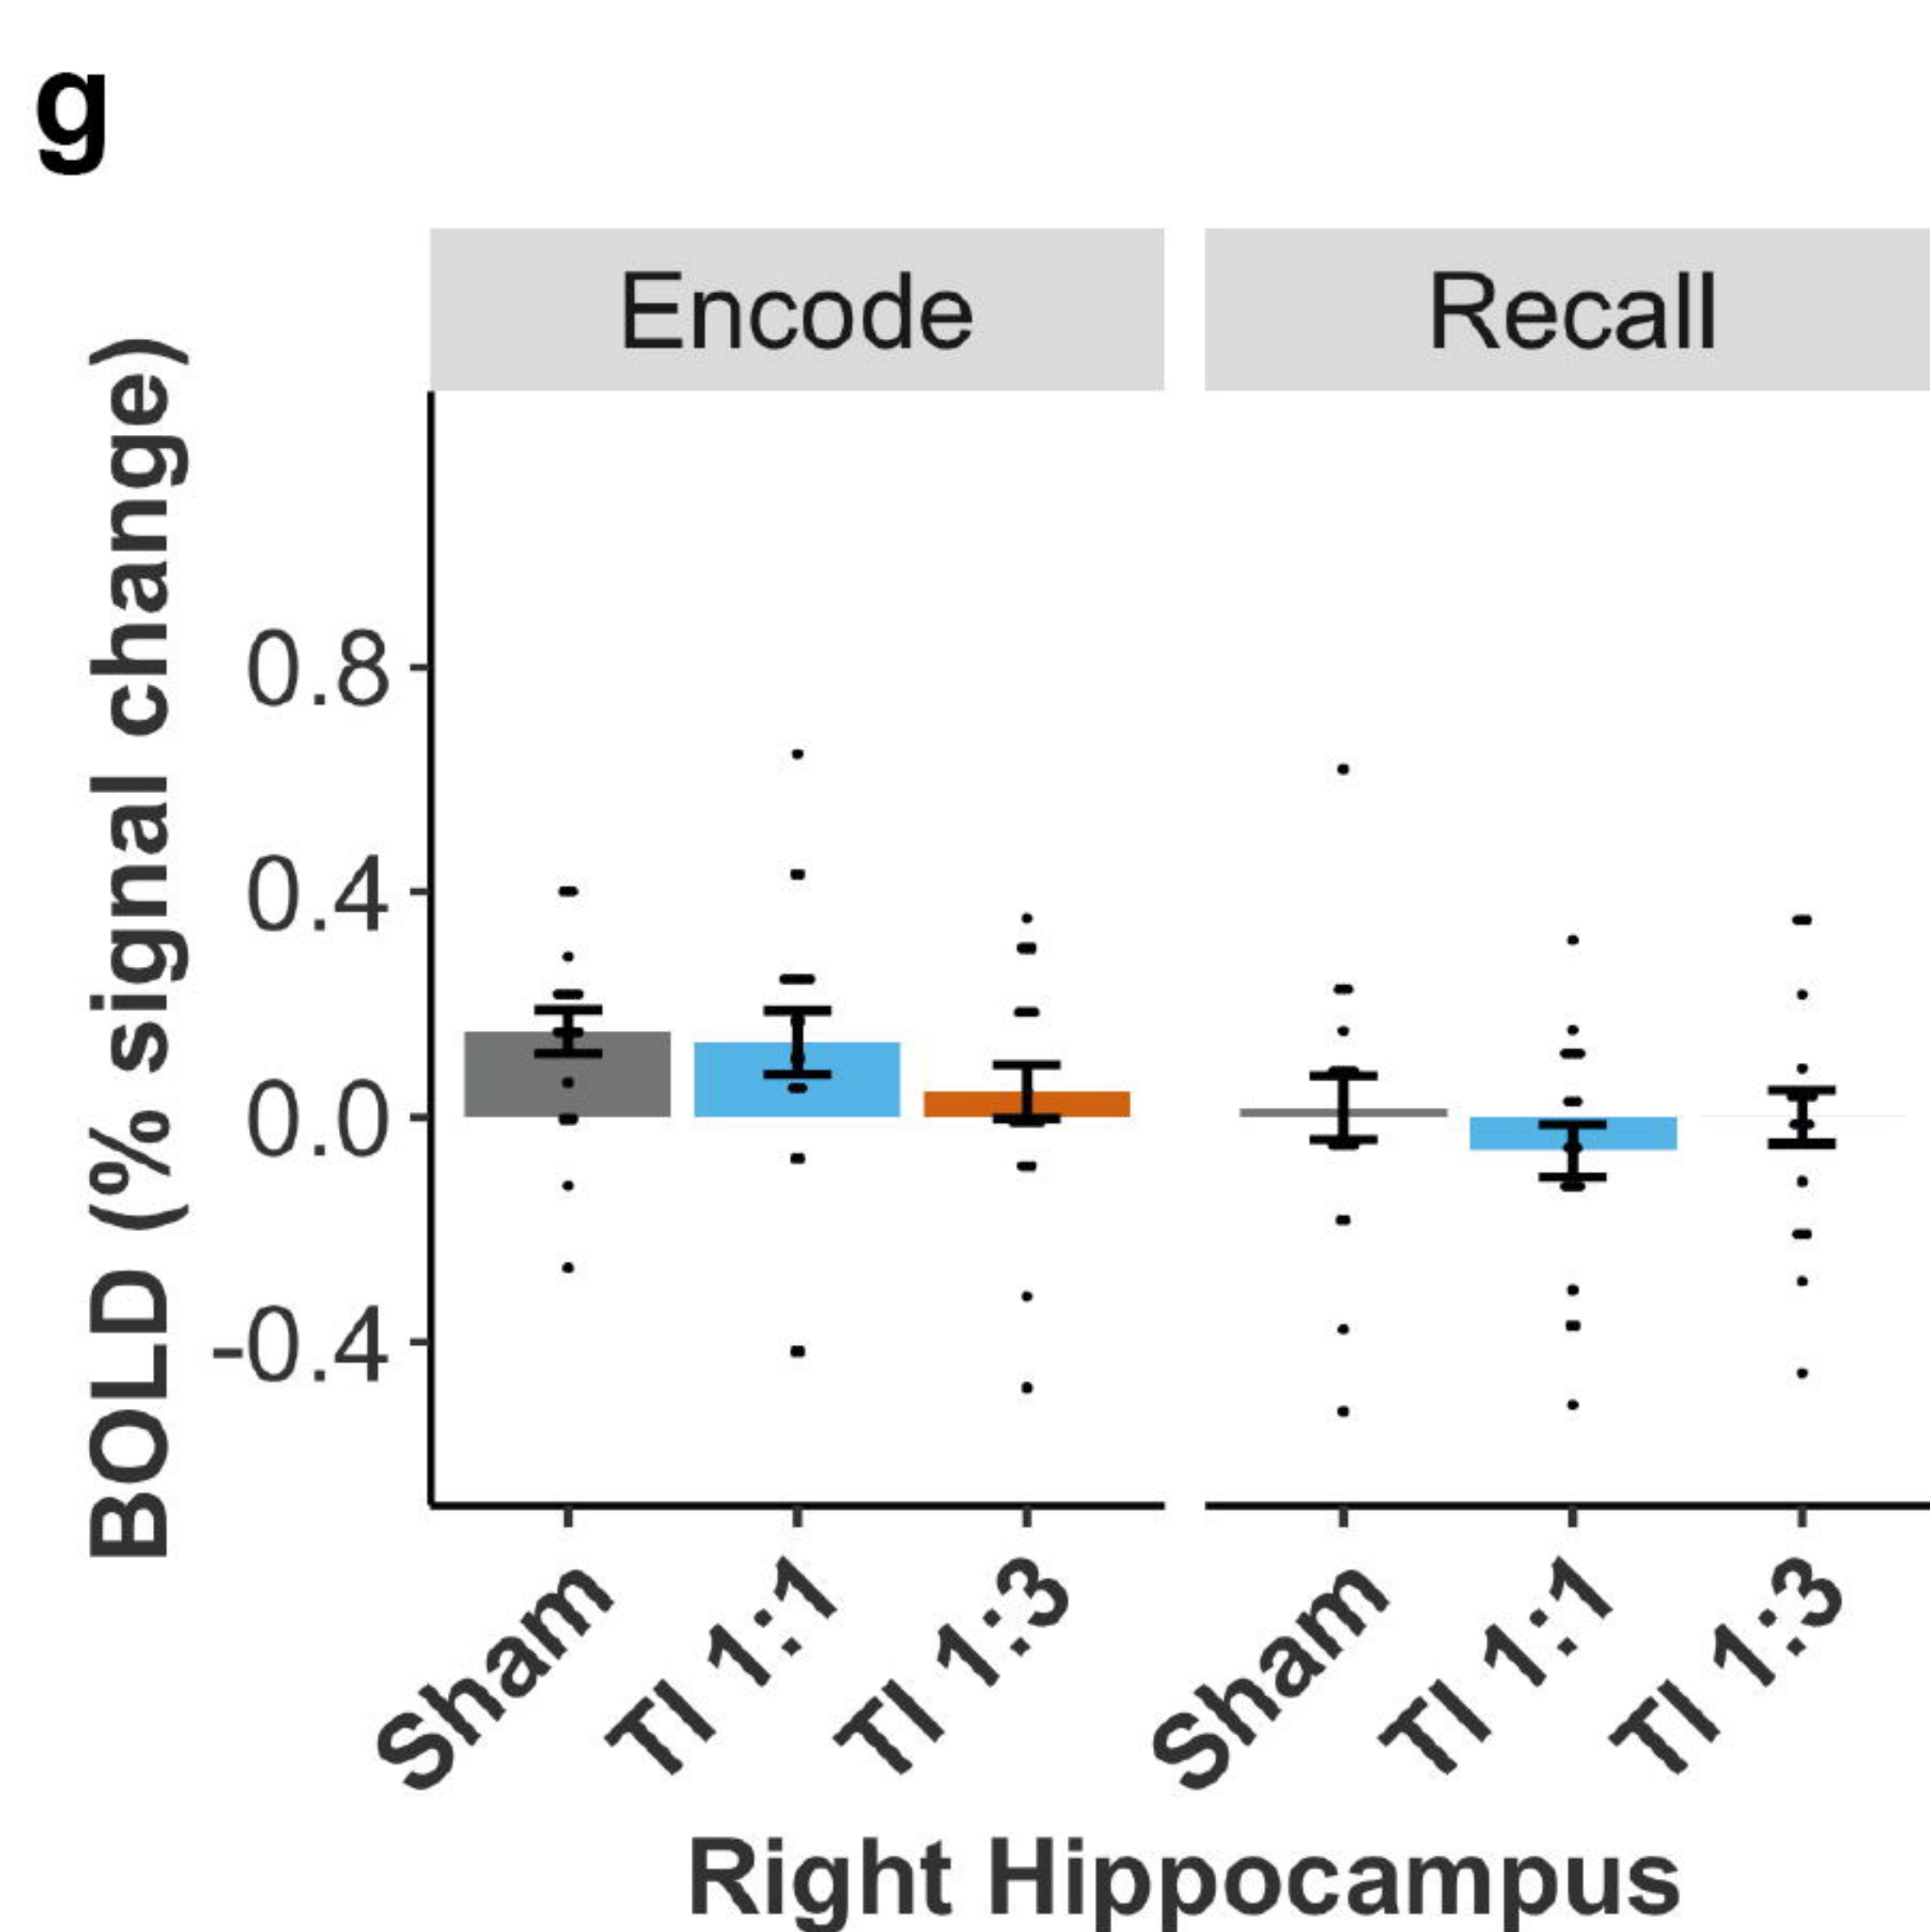 g
Encode
Recall
BOLD (% signal change)
0.8
0.4
0.0
-0.4
Sham
TI 1:1
TI 1:3
Sham
TI 1:1
TI 1:3
Right Hippocampus